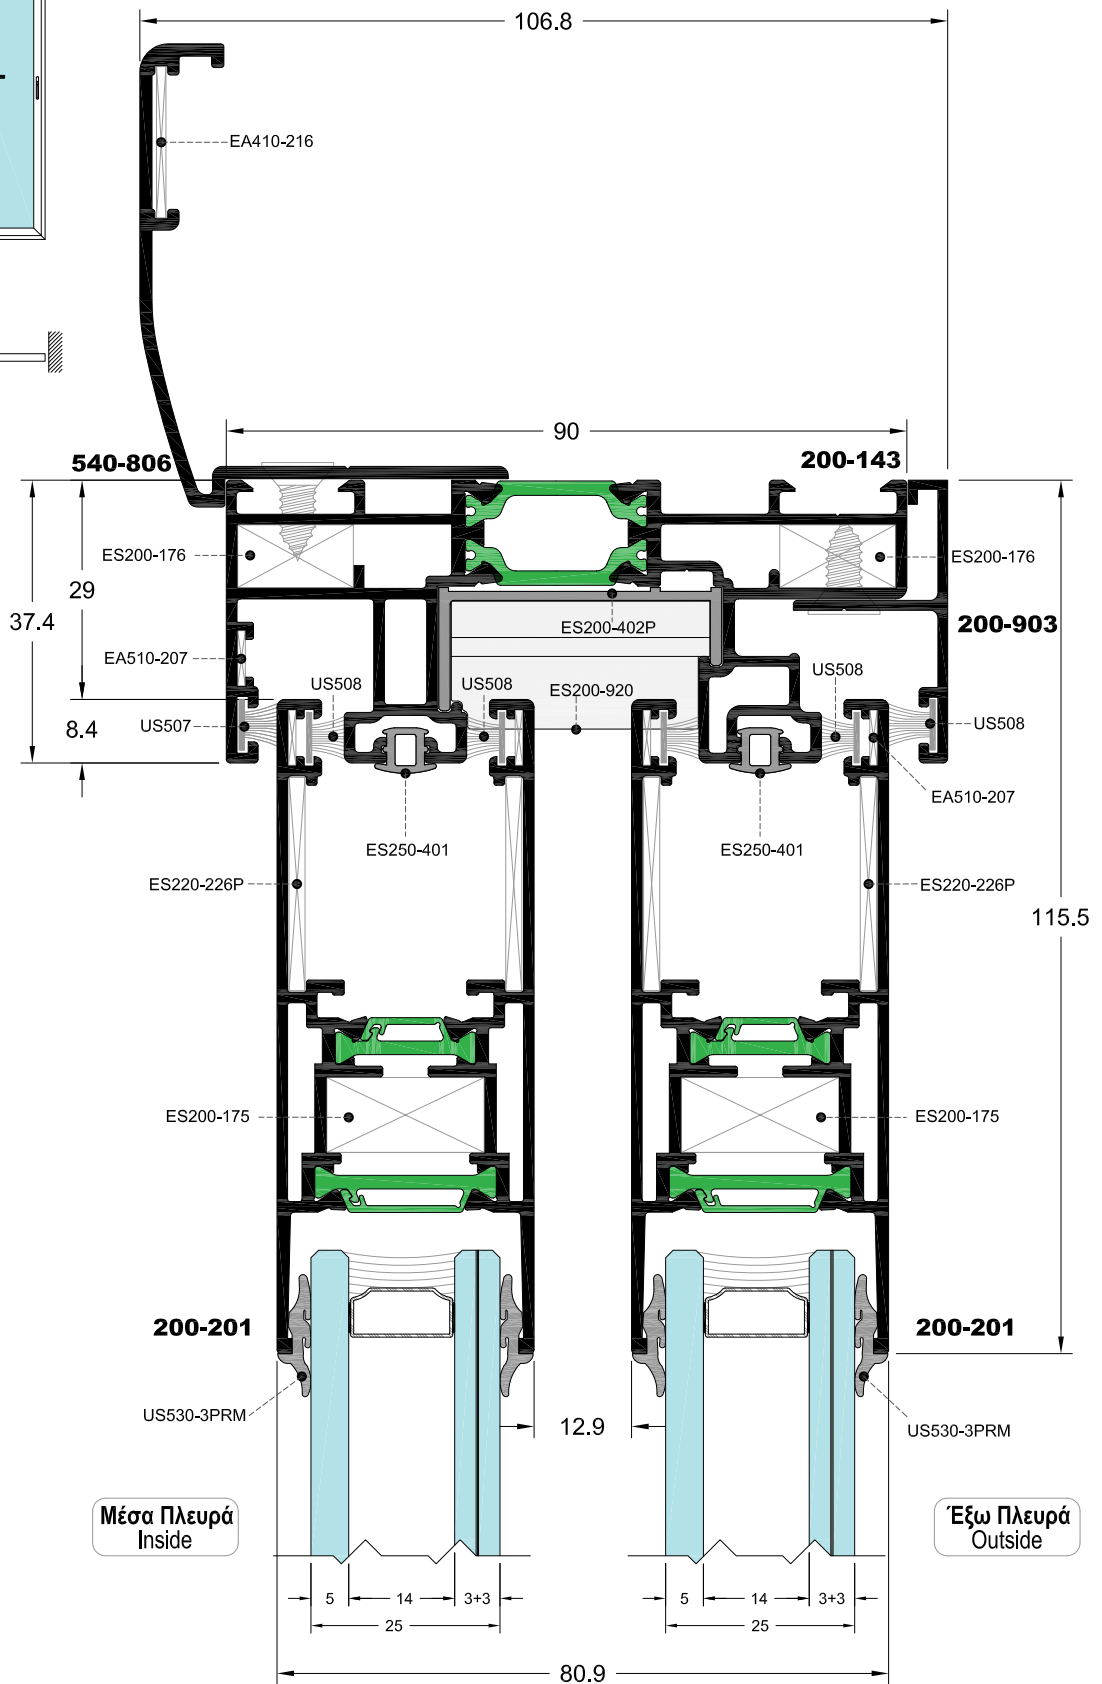 106.8
EA410-216
90
540-806
200-143
ES200-176
ES200-176
29
37.4
ES200-402P
200-903
EA510-207
US508
US508
ES200-920
US508
US507
8.4
US508
EA510-207
ES250-401
ES250-401
ES220-226P
ES220-226P
115.5
ES200-175
ES200-175
200-201
200-201
US530-3PRM
12.9
US530-3PRM
Μέσα Πλευρά
Inside
Έξω Πλευρά
Outside
5
14
3+3
5
14
3+3
25
25
80.9